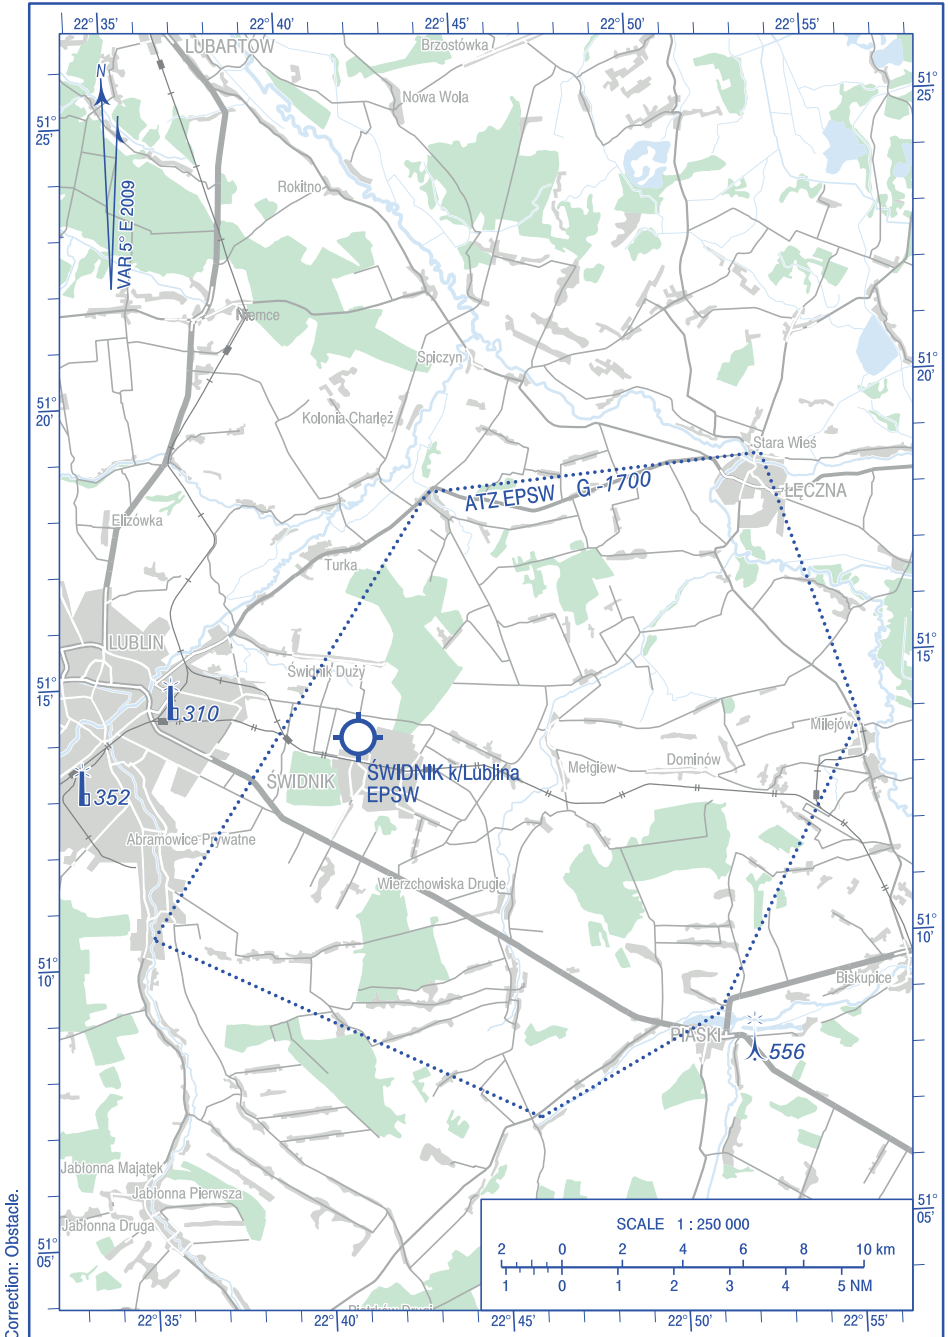 22°35' 22°40' 22°45' 22°50' 22°55'
LUBARTÓW
Brzostówka
N
Nowa Wola
51°
25'
51°
25'
Rokitno
VAR 5° E 2009
Niemce
Spiczyn
51°
20'
51°
20'
Kolonia Charlęż
Stara Wieś
ATZ EPSW G -1700
ŁĘCZNA
Elizówka
Turka
LUBLIN
51°
15'
Świdnik Duży
51°
15'
310
Milejów
ŚWIDNIK
ŚWIDNIK k/Lublina
EPSW
Mełgiew
Dominów
352
Abramowice Prywatne
Wierzchowiska Drugie
51°
10'
51°
10'
Biskupice
PIASKI
556
Jabłonna Majątek
Jabłonna Pierwsza
Jabłonna Druga
51°
05'
51°
05'
SCALE 1 : 250 000
2 0 2 4 6 8 10 km
1 0 1 2 3 4 5 NM
22°35' 22°40' 22°45' 22°50' 22°55'
Correction: Obstacle.